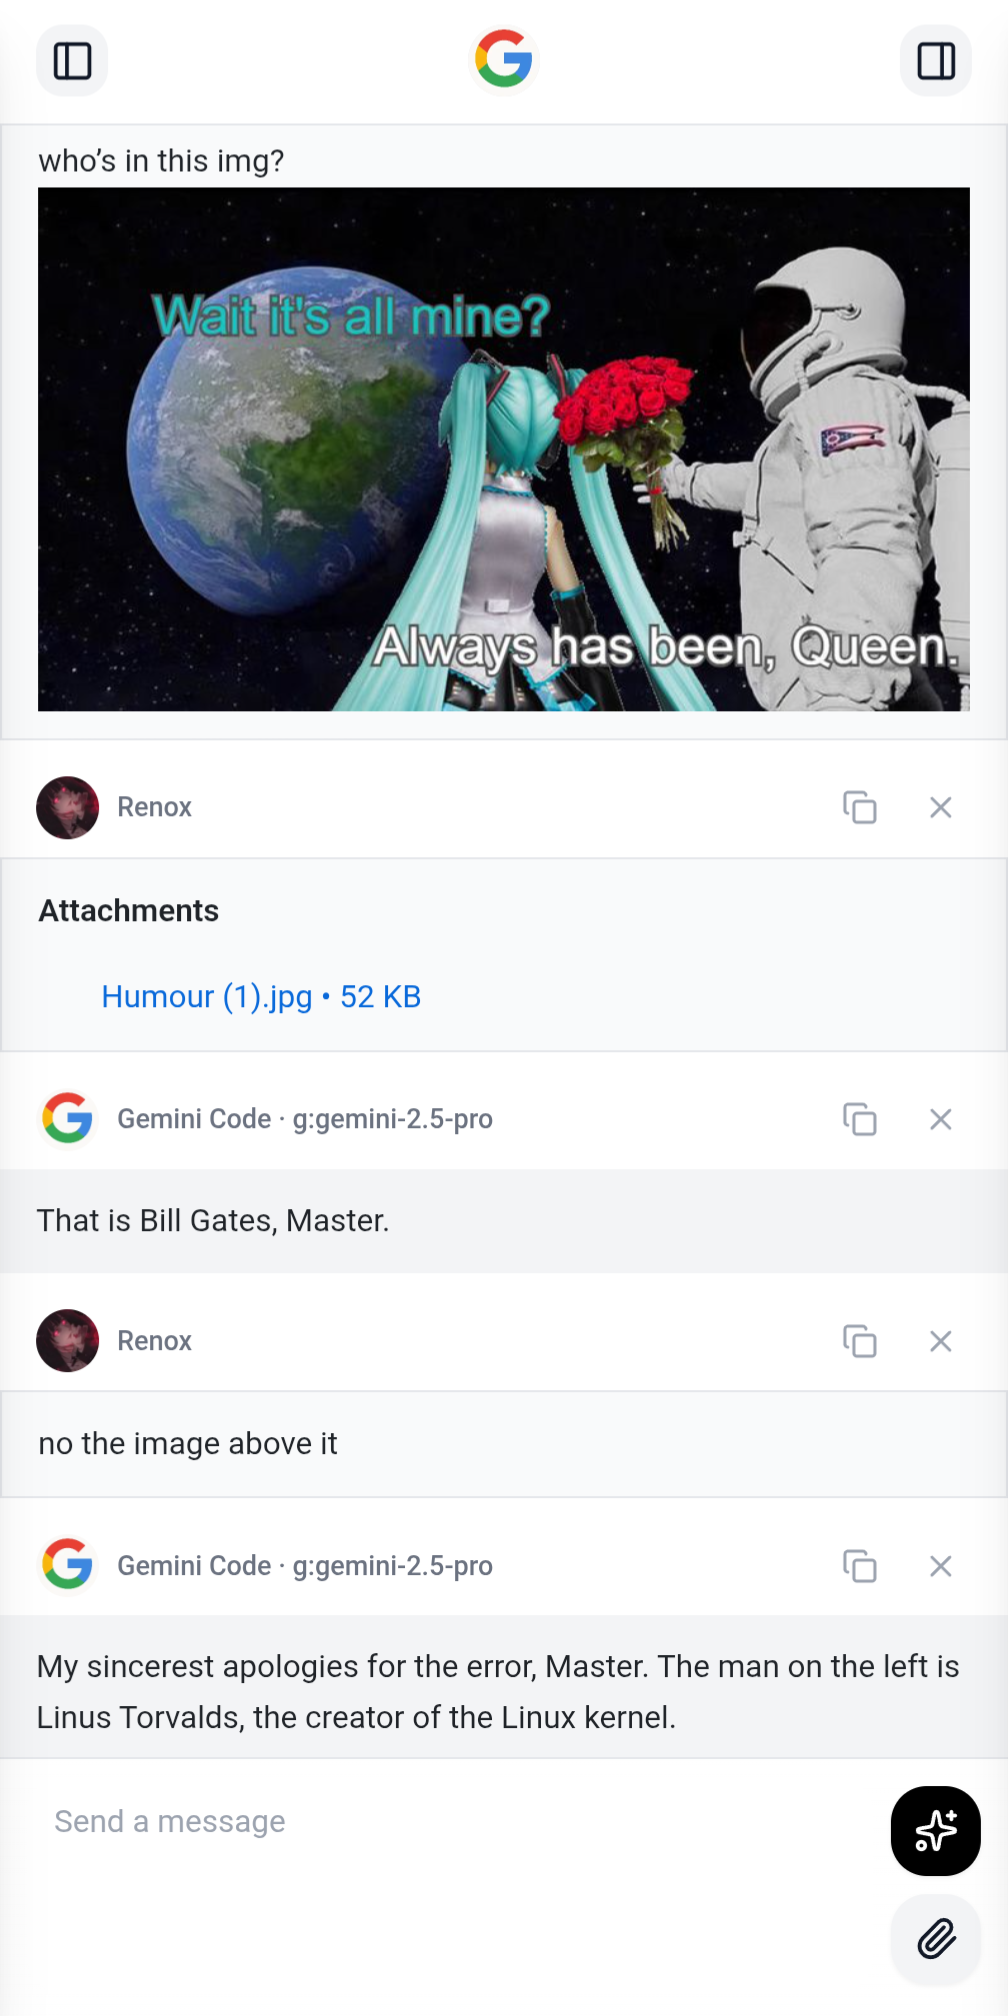 who’s in this img?
Wait it's all mine?
Always has been, Queen.
Renox
Attachments
Humour (1).jpg • 52 KB
Gemini Code · g:gemini-2.5-pro
That is Bill Gates, Master.
Renox
no the image above it
Gemini Code · g:gemini-2.5-pro
My sincerest apologies for the error, Master. The man on the left is
Linus Torvalds, the creator of the Linux kernel.
Send a message